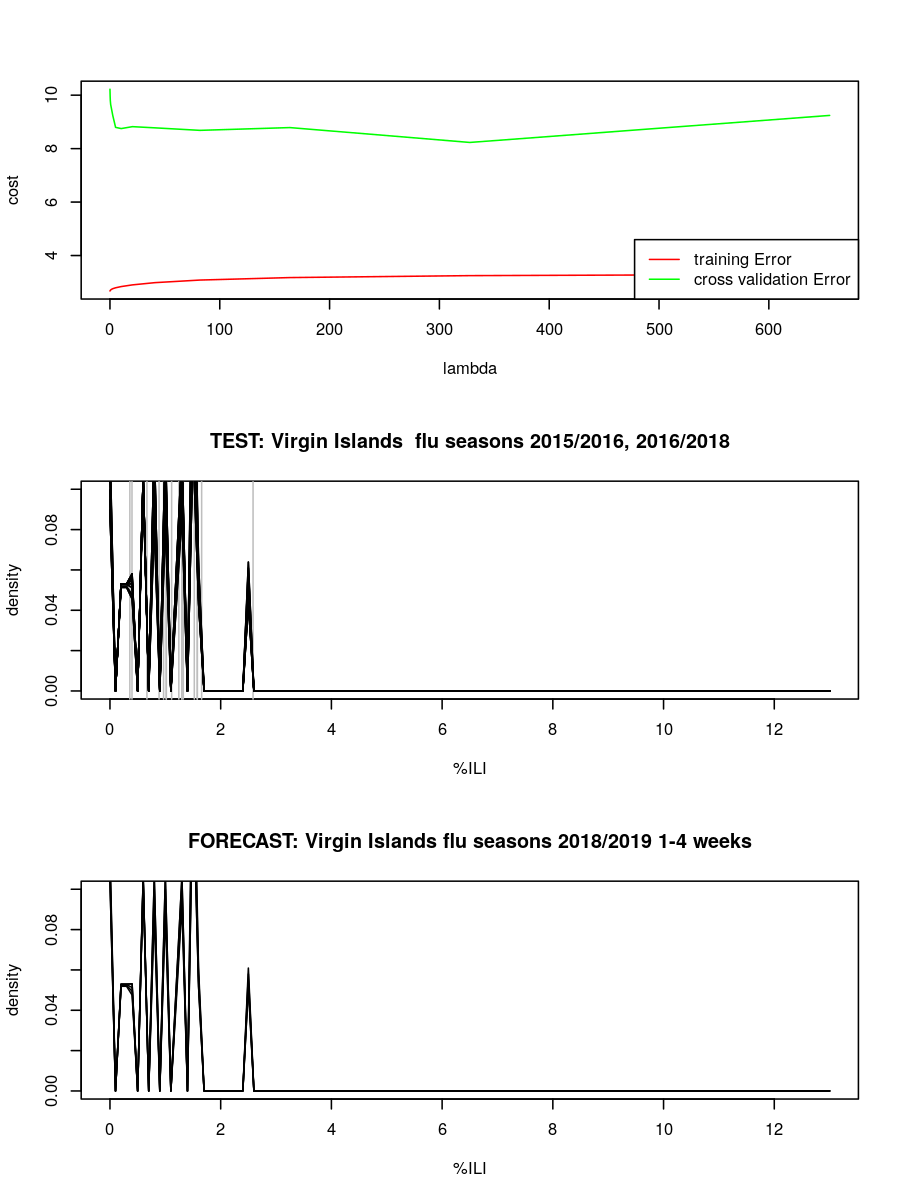 10
8
6
4
cost
training Error
cross validation Error
0 100 200 300 400 500 600
lambda
TEST: Virgin Islands  flu seasons 2015/2016, 2016/2018
0.08
0.04
0.00
density
0 2 4 6 8 10 12
%ILI
FORECAST: Virgin Islands flu seasons 2018/2019 1-4 weeks
0.08
0.04
0.00
density
0 2 4 6 8 10 12
%ILI